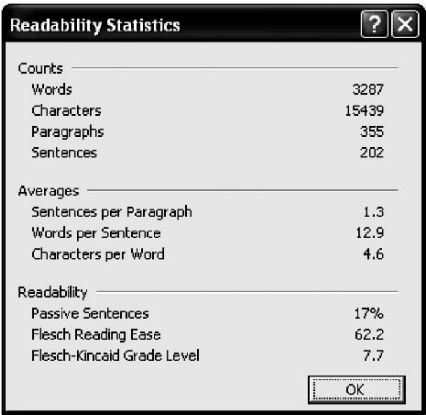 Readability Statistics
Counts
Words 3287
Characters 15439
Paragraphs 355
Sentences 202
Averages
Sentences per Paragraph 1.3
Words per Sentence 12.9
Characters per Word 4.6
Readability
Passive Sentences 17%
Flesch Reading Ease 62.2
Flesch-Kincaid Grade Level 7.7
OK